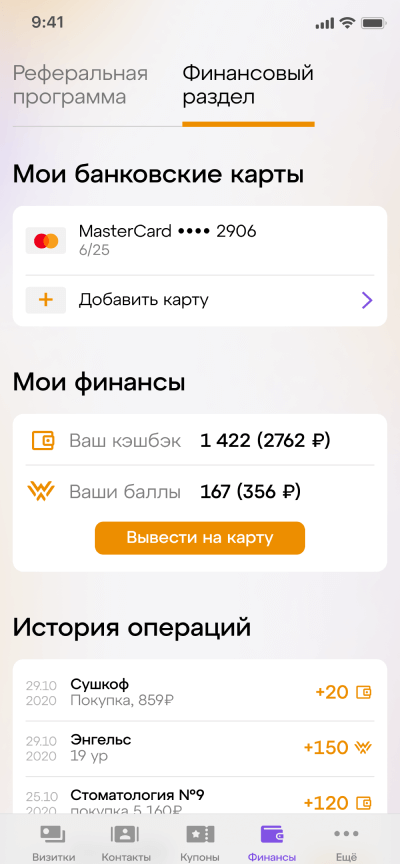 9:41
Реферальная программа
Финансовый раздел
Мои банковские карты
MasterCard •••• 2906
6/25
Добавить карту
Мои финансы
Ваш кэшбэк 1 422 (2762 ₽)
Ваши баллы 167 (356 ₽)
Вывести на карту
История операций
29.10 2020
Сушкоф
Покупка, 859₽
+20
29.10 2020
Энгельс
19 ур
+150
25.10 2020
Стоматология №9
покупка 5 160₽
+120
Визитки
Контакты
Купоны
Финансы
Ещё